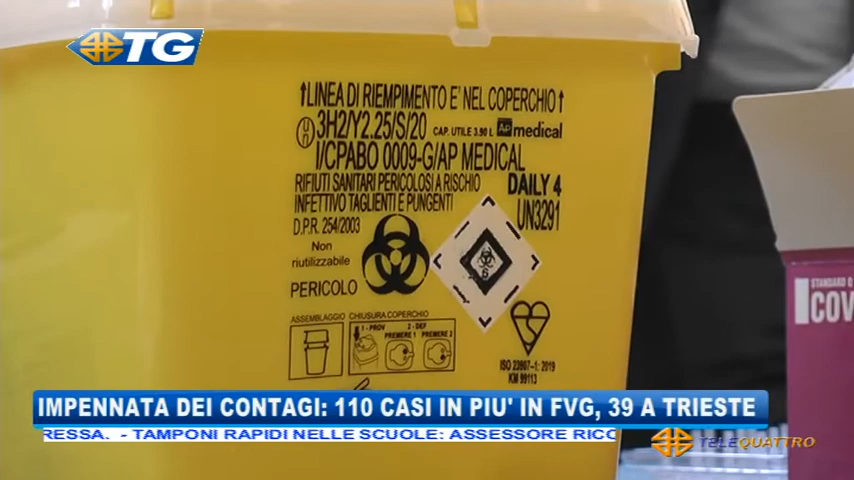 TG
↑LINEA DI RIEMPIMENTO E' NEL COPERCHIO↑
3H2/Y2.25/S/20 CAP. UTILE 3.90 L AP medical
I/CPABO 0009-G/AP MEDICAL
RIFIUTI SANITARI PERICOLOSI A RISCHIO
INFETTIVO TAGLIENTI E PUNGENTI
DAILY 4
UN3291
D.P.R. 254/2003
Non
riutilizzabile
PERICOLO
6
ASSEMBLAGGIO CHIUSURA COPERCHIO
1 - PROV 2 - DEF
PREMERE 1 PREMERE 2
ISO 23907-1: 2019
KM 99113
STANDARD Q
COV
IMPENNATA DEI CONTAGI: 110 CASI IN PIU' IN FVG, 39 A TRIESTE
RESSA. - TAMPONI RAPIDI NELLE SCUOLE: ASSESSORE RICC
TELEQUATTRO